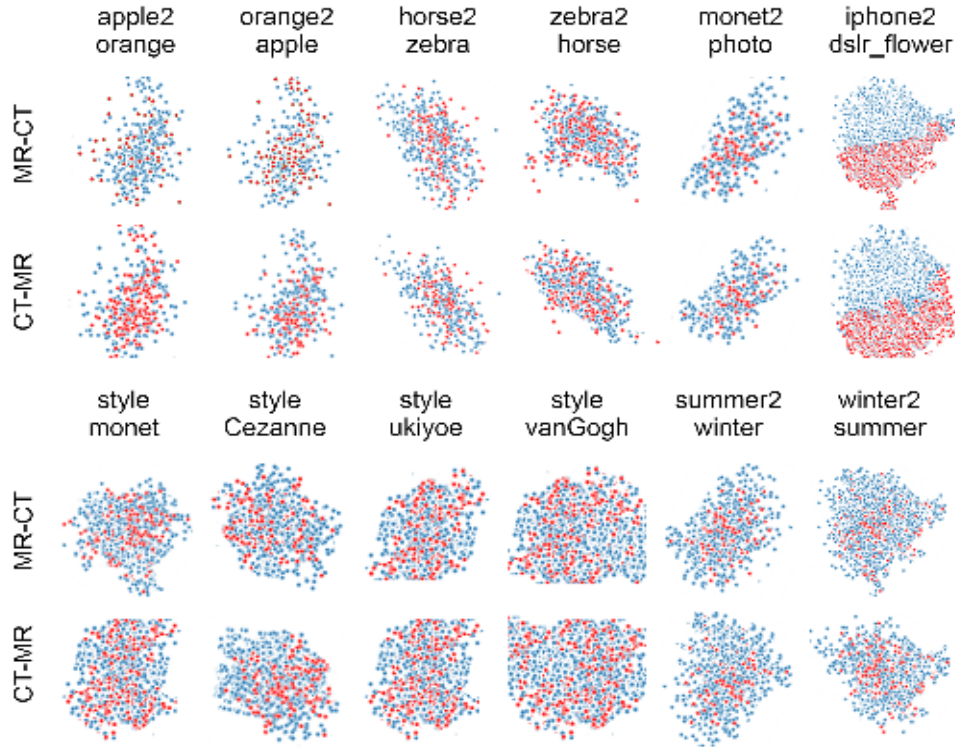 apple2 orange2 horse2 zebra2 monet2 iphone2
orange apple zebra horse photo dslr_flower
MR-CT
CT-MR
style style style style summer2 winter2
monet Cezanne ukiyoe vanGogh winter summer
MR-CT
CT-MR